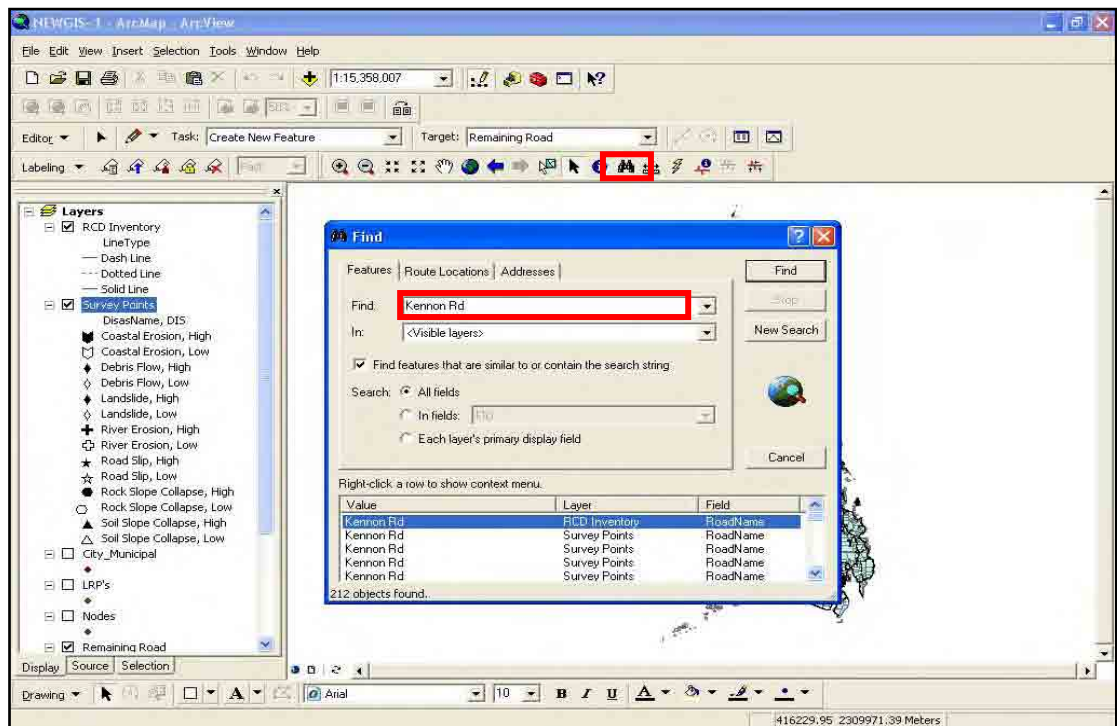 NEWGIS-1 - ArcMap - ArcView
File Edit View Insert Selection Tools Window Help
1:15,358,007
50%
Editor Task: Create New Feature Target: Remaining Road
Labeling Fast
Layers
RCD Inventory
LineType
Dash Line
Dotted Line
Solid Line
Survey Points
DisasName, DIS
Coastal Erosion, High
Coastal Erosion, Low
Debris Flow, High
Debris Flow, Low
Landslide, High
Landslide, Low
River Erosion, High
River Erosion, Low
Road Slip, High
Road Slip, Low
Rock Slope Collapse, High
Rock Slope Collapse, Low
Soil Slope Collapse, High
Soil Slope Collapse, Low
City_Municipal
LRP's
Nodes
Remaining Road
Display Source Selection
Find
Features Route Locations Addresses
Find: Kennon Rd
In: <Visible layers>
Find features that are similar to or contain the search string
Search: All fields
In fields: FID
Each layer's primary display field
Find
Stop
New Search
Cancel
Right-click a row to show context menu.
Value Layer Field
Kennon Rd RCD Inventory RoadName
Kennon Rd Survey Points RoadName
Kennon Rd Survey Points RoadName
Kennon Rd Survey Points RoadName
Kennon Rd Survey Points RoadName
212 objects found.
Drawing A Arial 10 B I U A
416229.95 2309971.39 Meters